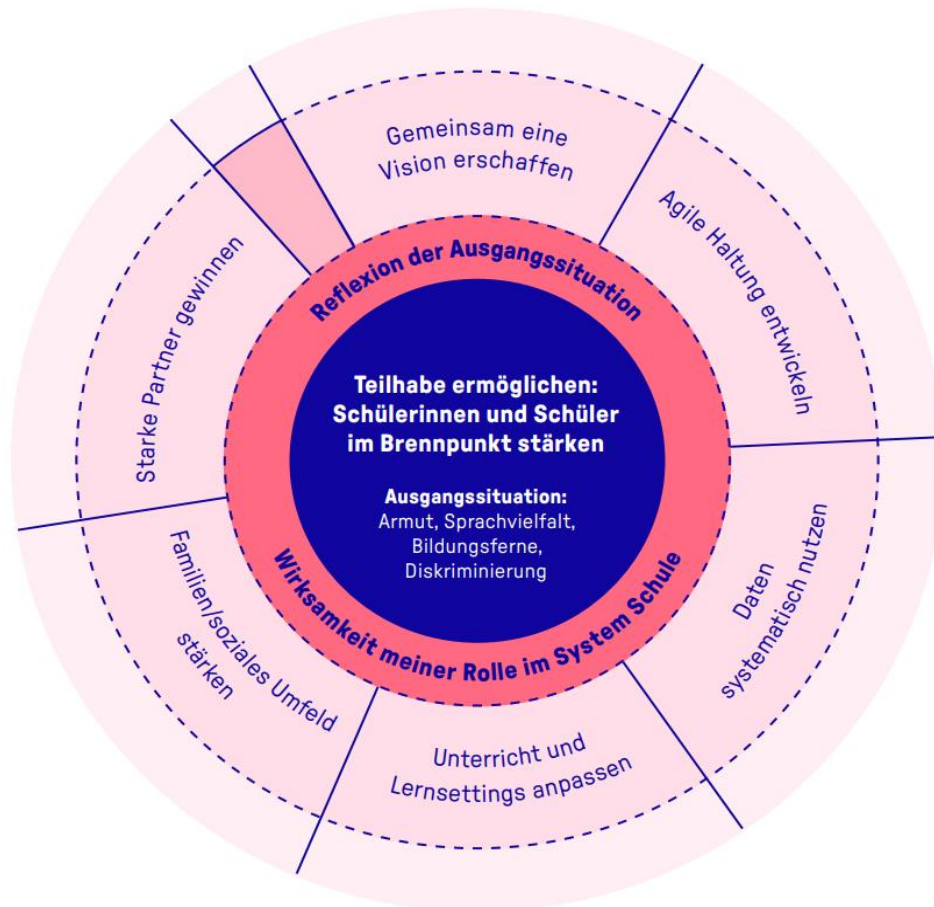 Gemeinsam eine
Vision erschaffen
Agile Haltung entwickeln
Daten
systematisch nutzen
Unterricht und
Lernsettings anpassen
Familien/soziales Umfeld
stärken
Starke Partner gewinnen
Reflexion der Ausgangssituation
Wirksamkeit meiner Rolle im System Schule
Teilhabe ermöglichen:
Schülerinnen und Schüler
im Brennpunkt stärken
Ausgangssituation:
Armut, Sprachvielfalt,
Bildungsferne,
Diskriminierung